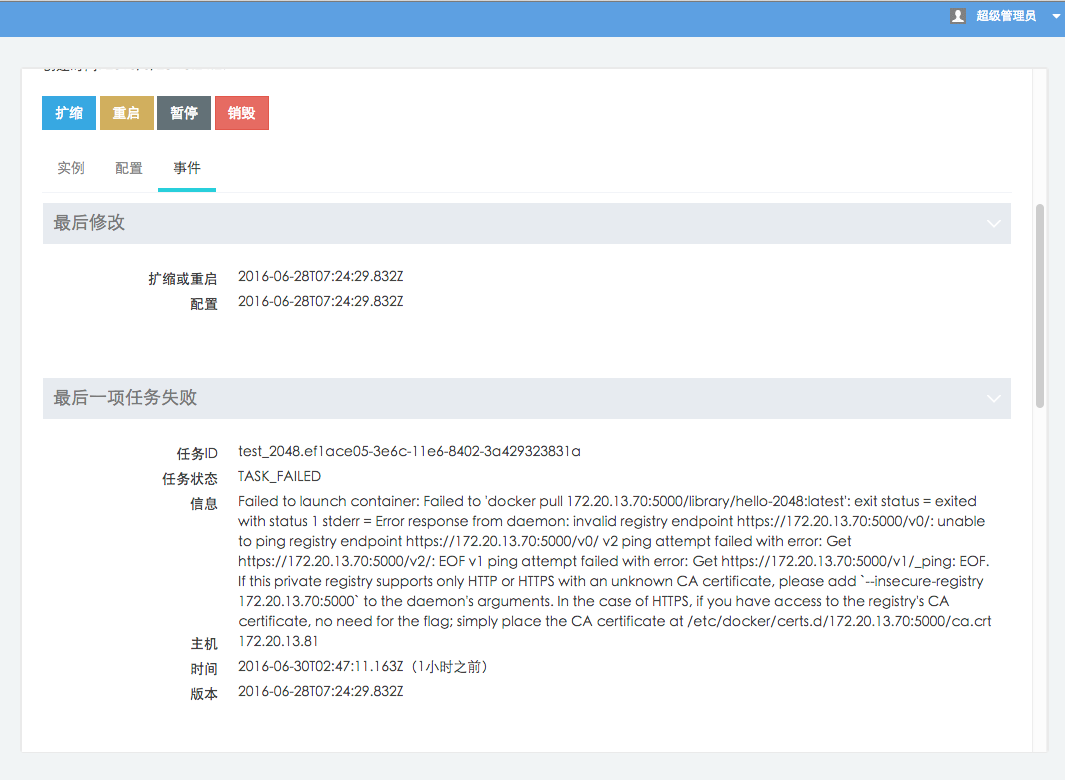 超级管理员
扩缩 重启 暂停 销毁
实例 配置 事件
最后修改
扩缩或重启 2016-06-28T07:24:29.832Z
配置 2016-06-28T07:24:29.832Z
最后一项任务失败
任务ID test_2048.ef1ace05-3e6c-11e6-8402-3a429323831a
任务状态 TASK_FAILED
信息 Failed to launch container: Failed to 'docker pull 172.20.13.70:5000/library/hello-2048:latest': exit status = exited
with status 1 stderr = Error response from daemon: invalid registry endpoint https://172.20.13.70:5000/v0/: unable
to ping registry endpoint https://172.20.13.70:5000/v0/ v2 ping attempt failed with error: Get
https://172.20.13.70:5000/v2/: EOF v1 ping attempt failed with error: Get https://172.20.13.70:5000/v1/_ping: EOF.
If this private registry supports only HTTP or HTTPS with an unknown CA certificate, please add `--insecure-registry
172.20.13.70:5000` to the daemon's arguments. In the case of HTTPS, if you have access to the registry's CA
certificate, no need for the flag; simply place the CA certificate at /etc/docker/certs.d/172.20.13.70:5000/ca.crt
主机 172.20.13.81
时间 2016-06-30T02:47:11.163Z（1小时之前）
版本 2016-06-28T07:24:29.832Z